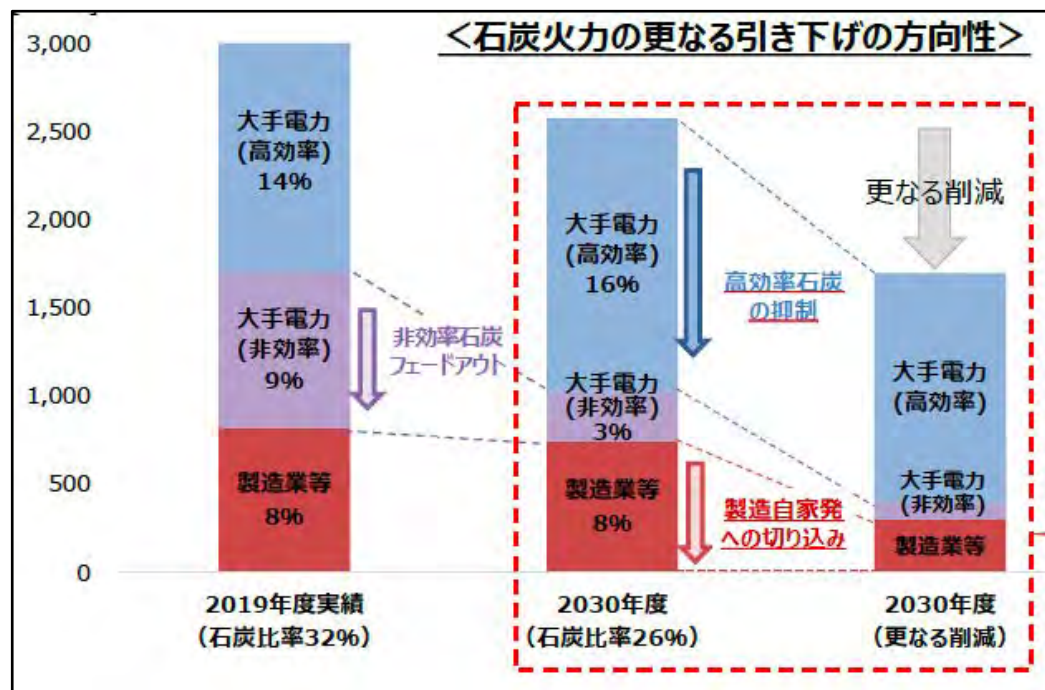 <石炭火力の更なる引き下げの方向性>
3,000
2,500
2,000
1,500
1,000
500
0
大手電力
(高効率)
14%
大手電力
(非効率)
9%
製造業等
8%
非効率石炭
フェードアウト
大手電力
(高効率)
16%
大手電力
(非効率)
3%
製造業等
8%
高効率石炭
の抑制
製造自家発
への切り込み
更なる削減
大手電力
(高効率)
大手電力
(非効率)
製造業等
2019年度実績
(石炭比率32%)
2030年度
(石炭比率26%)
2030年度
(更なる削減)